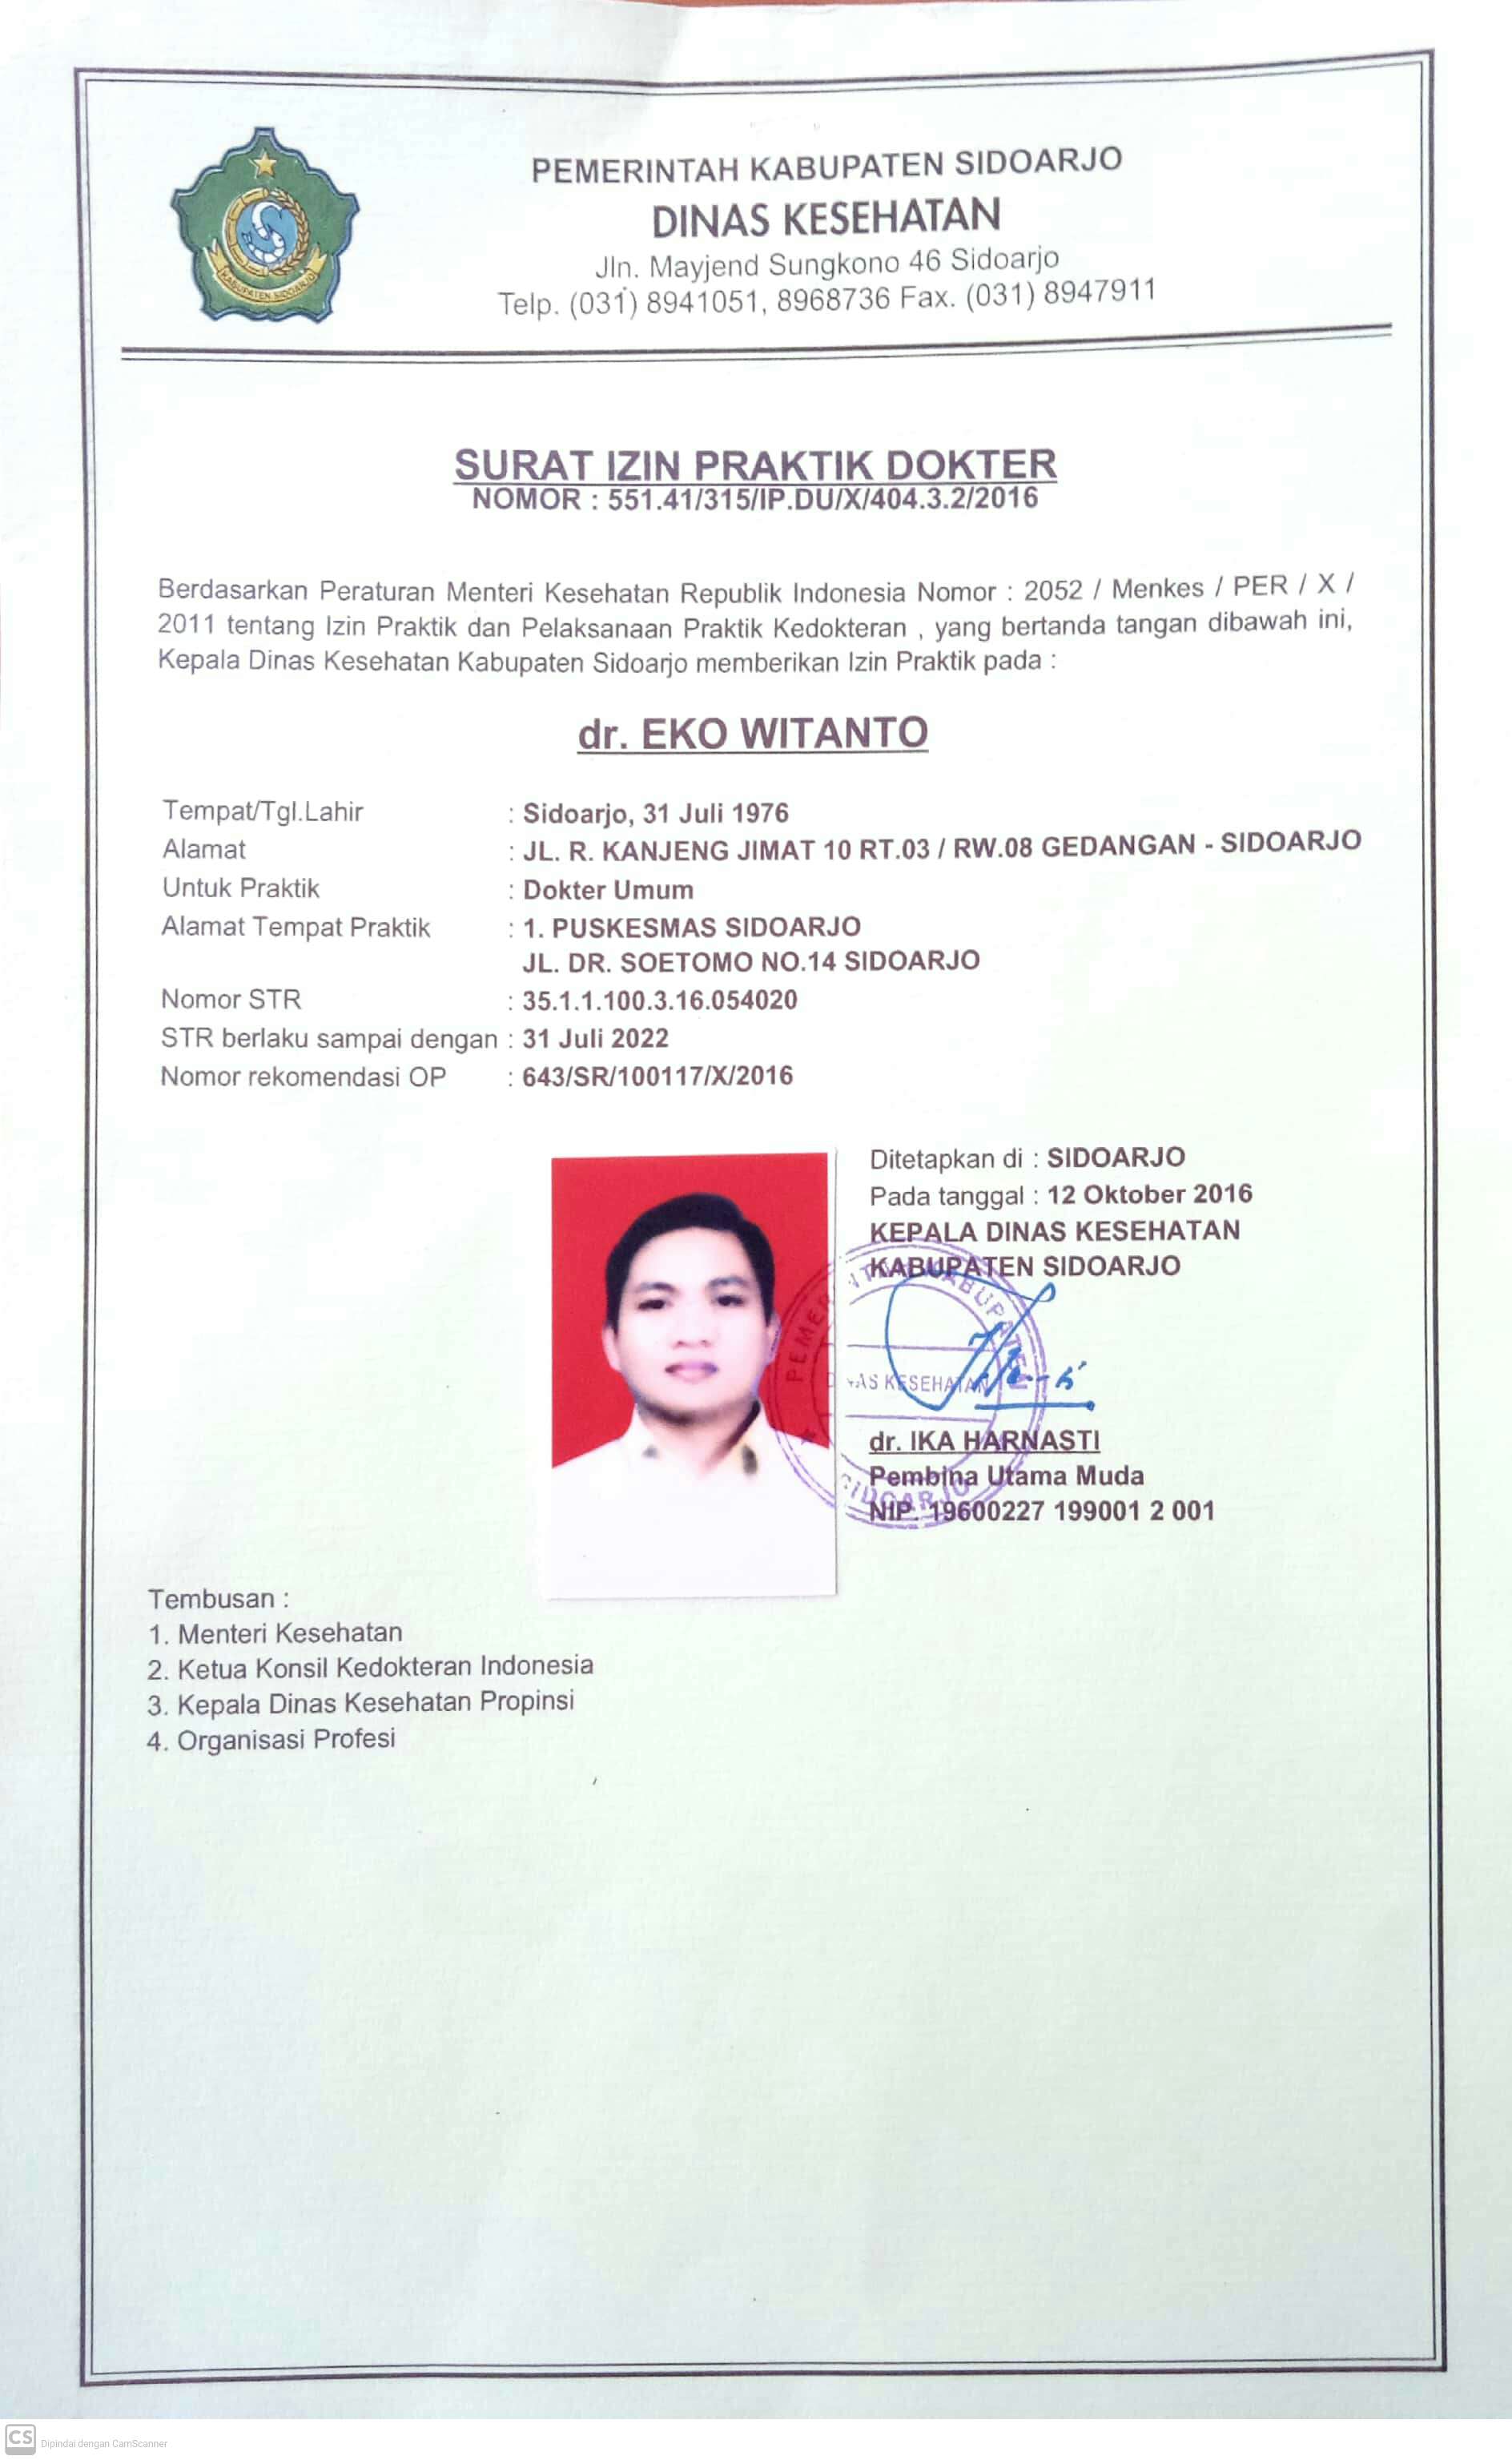 KABUPATEN SIDOARJO
PEMERINTAH KABUPATEN SIDOARJO
DINAS KESEHATAN
Jln. Mayjend Sungkono 46 Sidoarjo
Telp. (031) 8941051, 8968736 Fax. (031) 8947911
SURAT IZIN PRAKTIK DOKTER
NOMOR : 551.41/315/IP.DU/X/404.3.2/2016
Berdasarkan Peraturan Menteri Kesehatan Republik Indonesia Nomor : 2052 / Menkes / PER / X /
2011 tentang Izin Praktik dan Pelaksanaan Praktik Kedokteran , yang bertanda tangan dibawah ini,
Kepala Dinas Kesehatan Kabupaten Sidoarjo memberikan Izin Praktik pada :
dr. EKO WITANTO
Tempat/Tgl.Lahir : Sidoarjo, 31 Juli 1976
Alamat : JL. R. KANJENG JIMAT 10 RT.03 / RW.08 GEDANGAN - SIDOARJO
Untuk Praktik : Dokter Umum
Alamat Tempat Praktik : 1. PUSKESMAS SIDOARJO
JL. DR. SOETOMO NO.14 SIDOARJO
Nomor STR : 35.1.1.100.3.16.054020
STR berlaku sampai dengan : 31 Juli 2022
Nomor rekomendasi OP : 643/SR/100117/X/2016
Ditetapkan di : SIDOARJO
Pada tanggal : 12 Oktober 2016
KEPALA DINAS KESEHATAN
KABUPATEN SIDOARJO
dr. IKA HARNASTI
Pembina Utama Muda
NIP. 19600227 199001 2 001
Tembusan :
1. Menteri Kesehatan
2. Ketua Konsil Kedokteran Indonesia
3. Kepala Dinas Kesehatan Propinsi
4. Organisasi Profesi
CS Dipindai dengan CamScanner